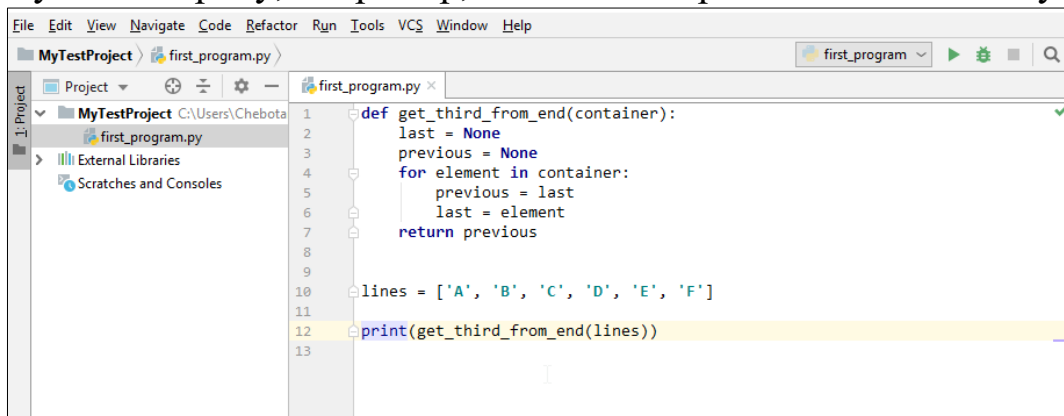 File Edit View Navigate Code Refactor Run Tools VCS Window Help
MyTestProject first_program.py first_program
1: Project
Project
first_program.py
MyTestProject C:\Users\Chebota
first_program.py
External Libraries
Scratches and Consoles
1 def get_third_from_end(container):
2 last = None
3 previous = None
4 for element in container:
5 previous = last
6 last = element
7 return previous
8
9
10 lines = ['A', 'B', 'C', 'D', 'E', 'F']
11
12 print(get_third_from_end(lines))
13